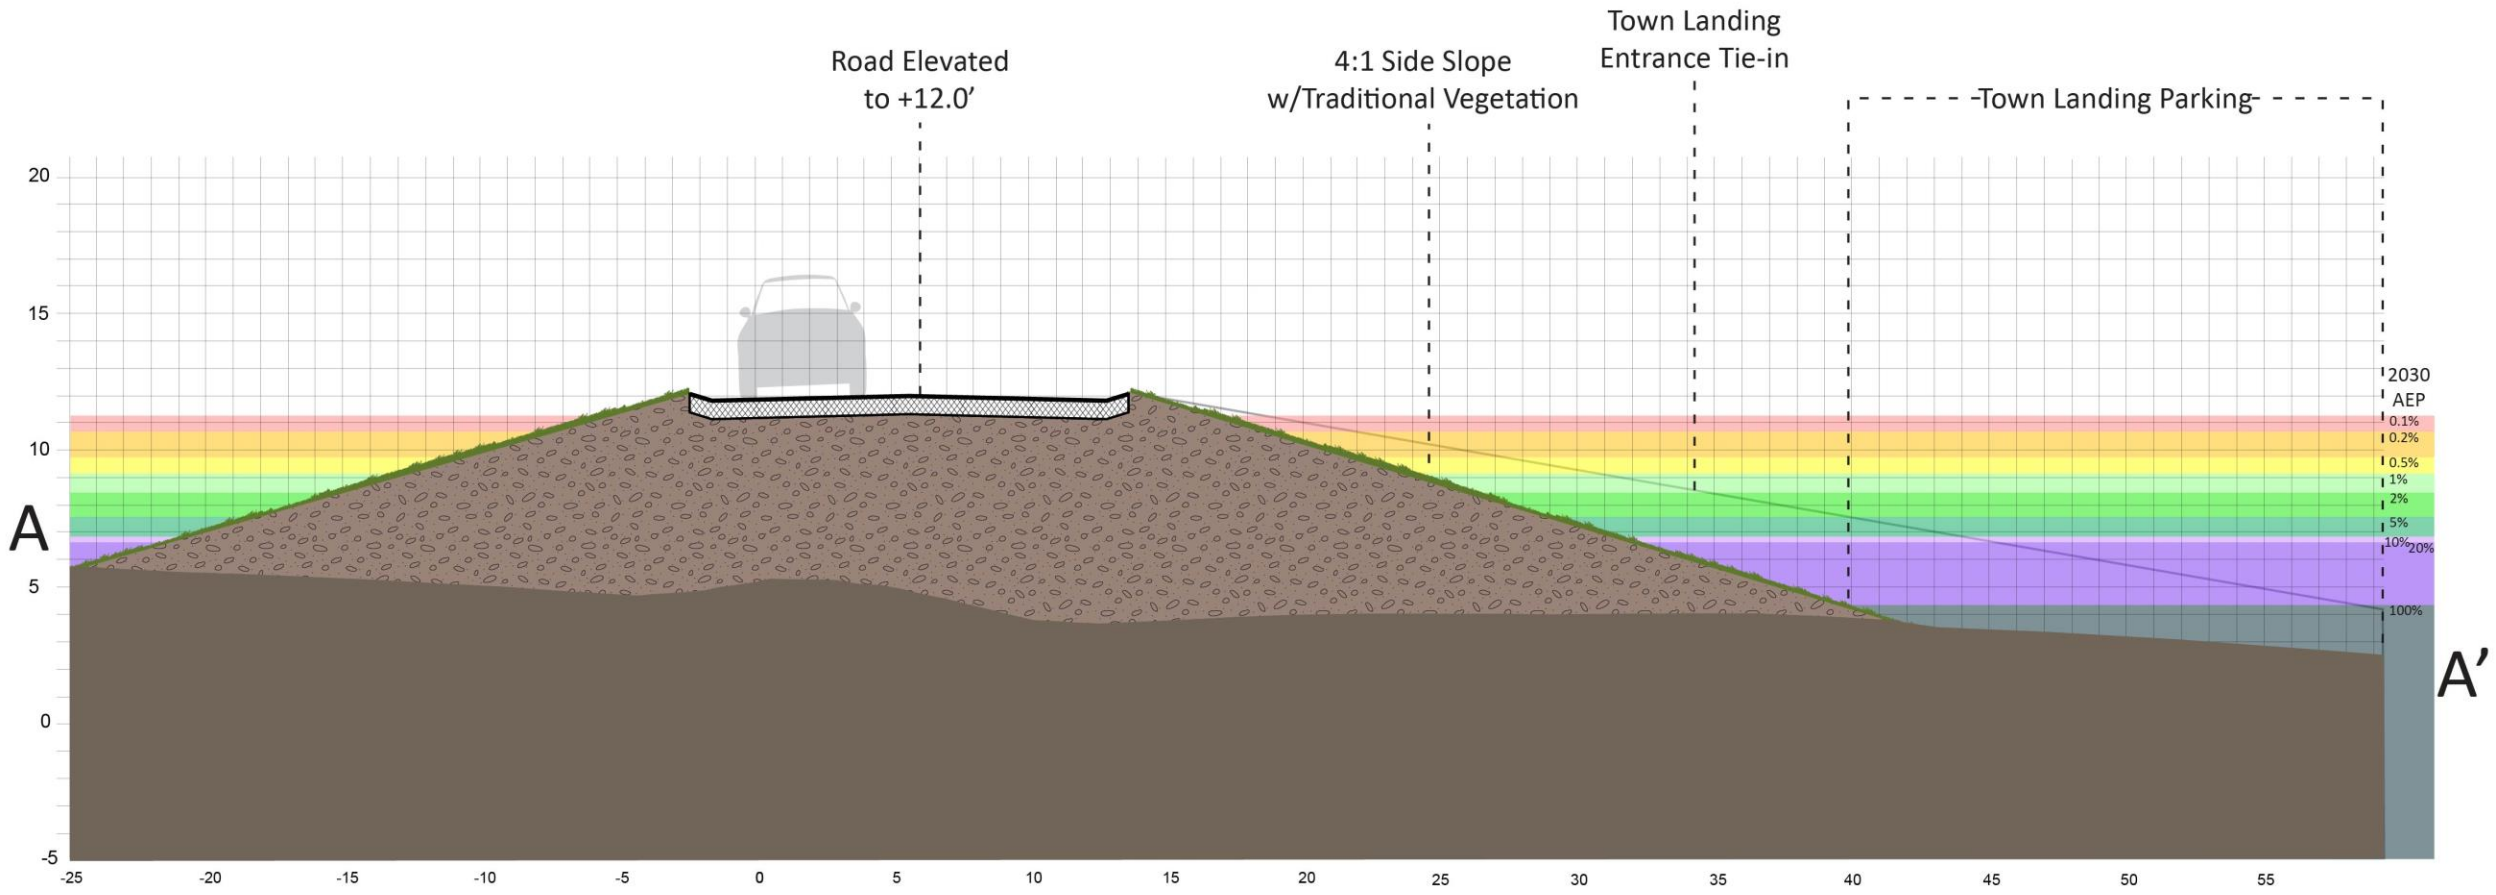 Town Landing
Entrance Tie-in
Road Elevated
to +12.0’
4:1 Side Slope
w/Traditional Vegetation
Town Landing Parking
20
15
10
5
0
-5
2030
AEP
0.1%
0.2%
0.5%
1%
2%
5%
10%
20%
100%
A
A’
-25 -20 -15 -10 -5 0 5 10 15 20 25 30 35 40 45 50 55